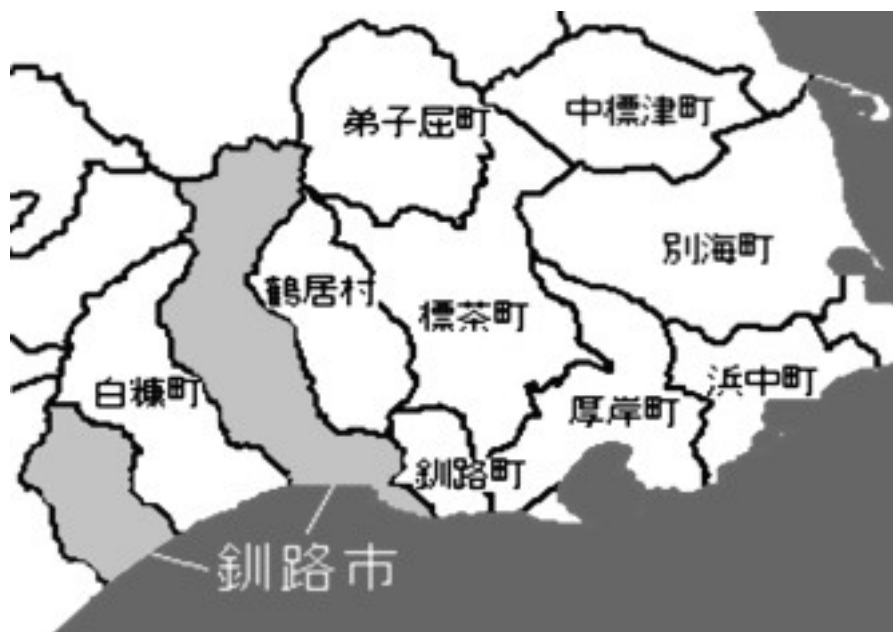 弟子屈町
中標津町
別海町
鶴居村
標茶町
白糠町
浜中町
厚岸町
釧路町
釧路市